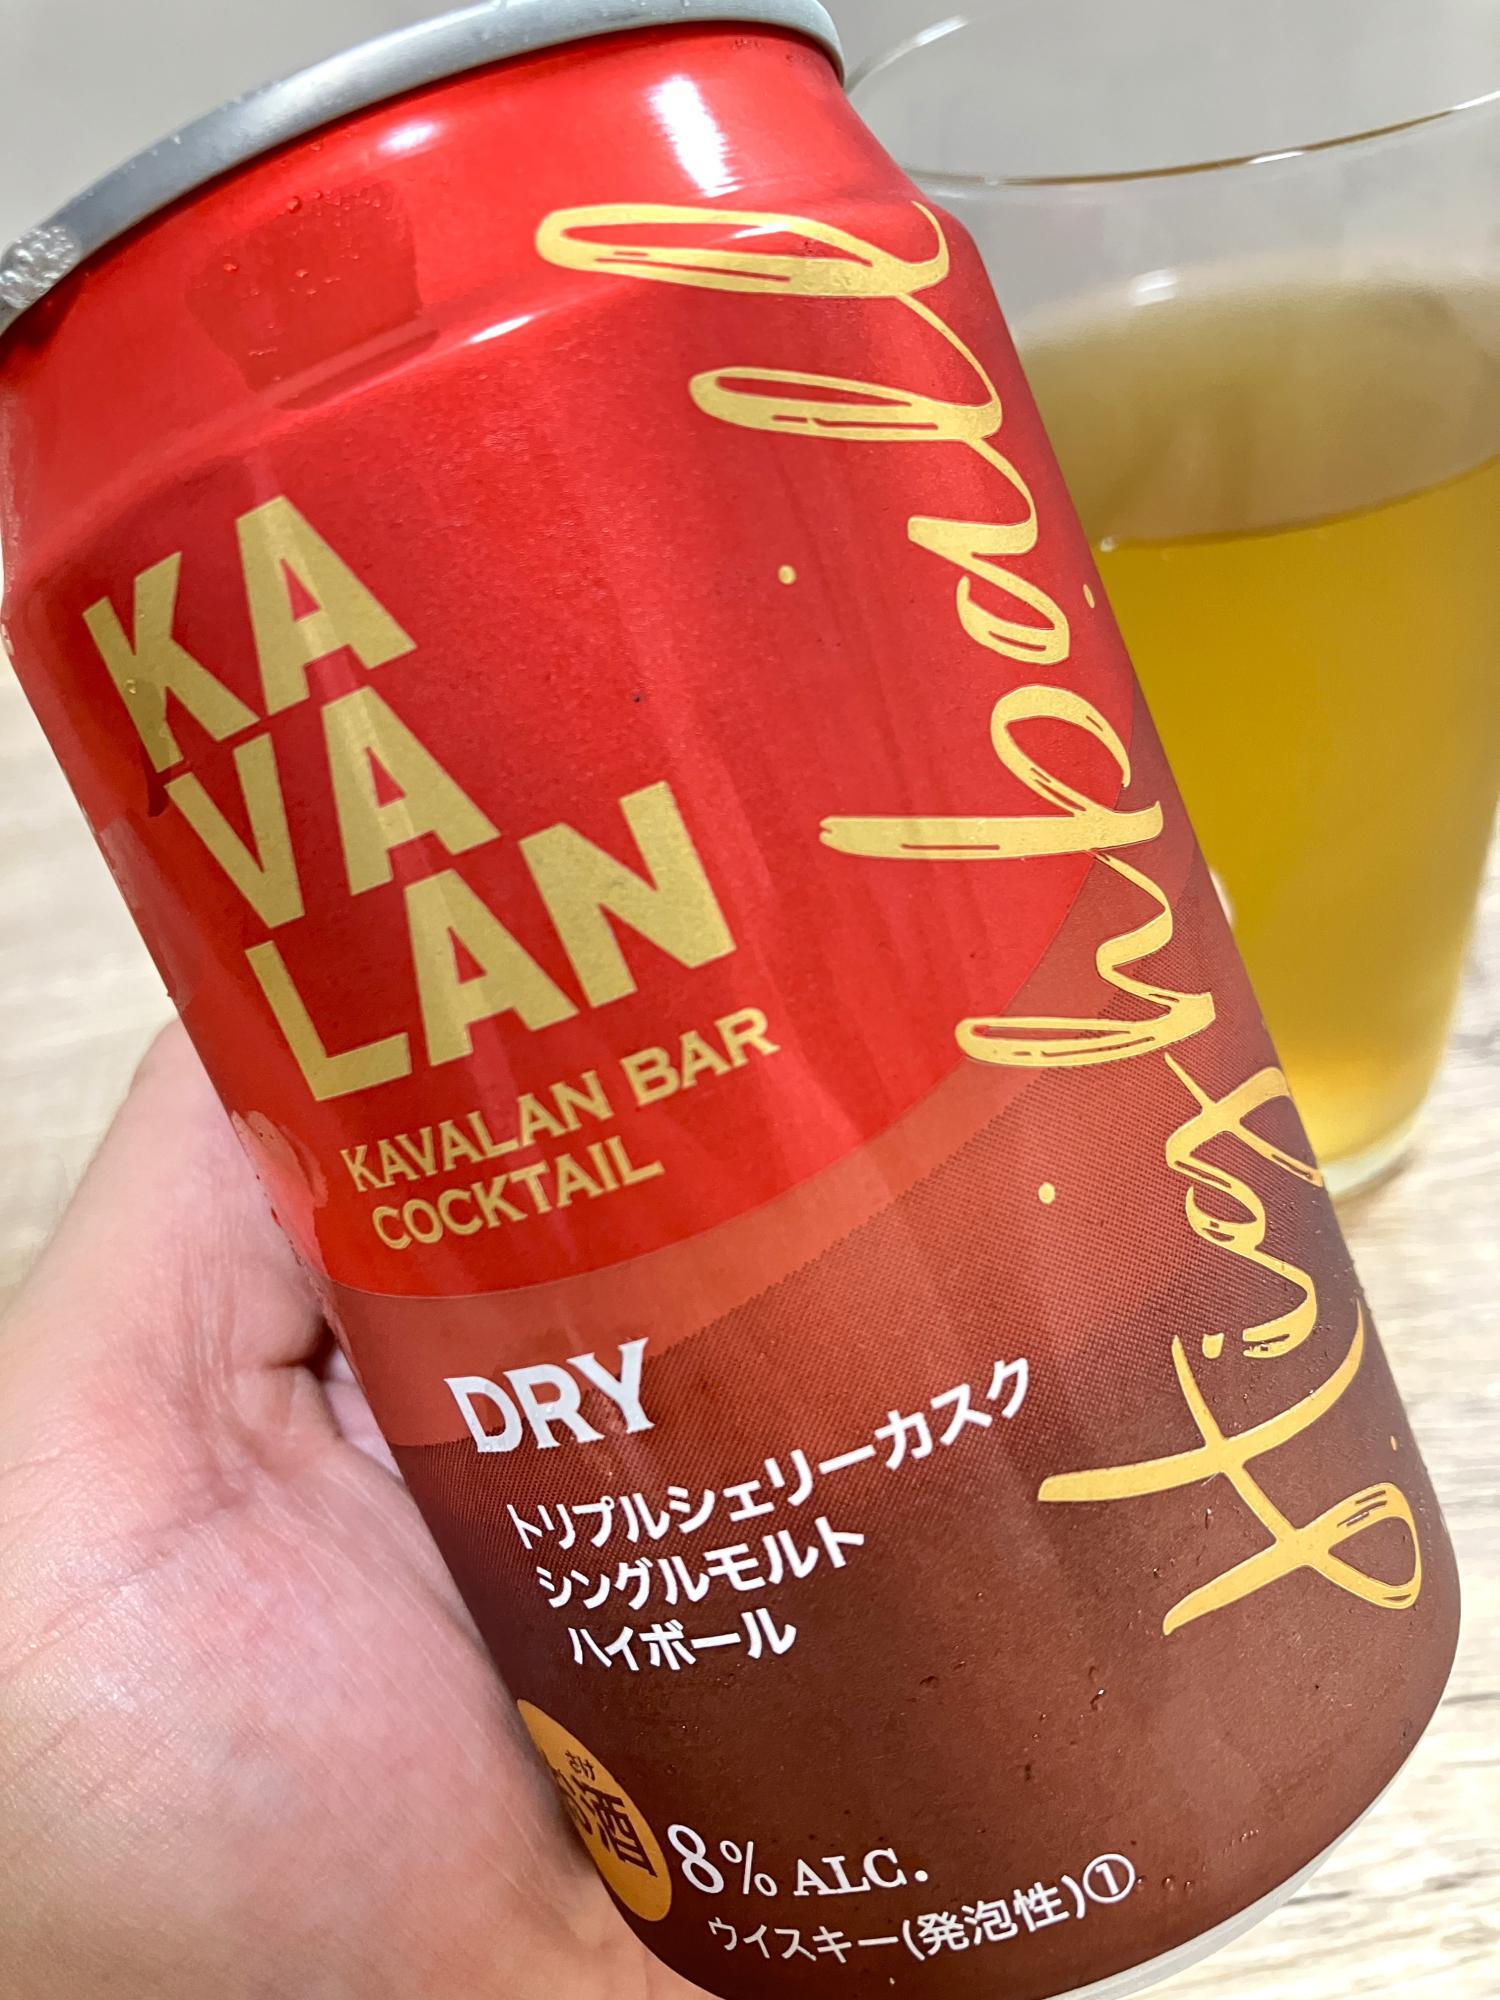 KA
VA
LAN
KAVALAN BAR
COCKTAIL
Highball
DRY
トリプルシェリーカスク
シングルモルト
ハイボール
さけ
お酒
8% ALC.
ウイスキー(発泡性)①